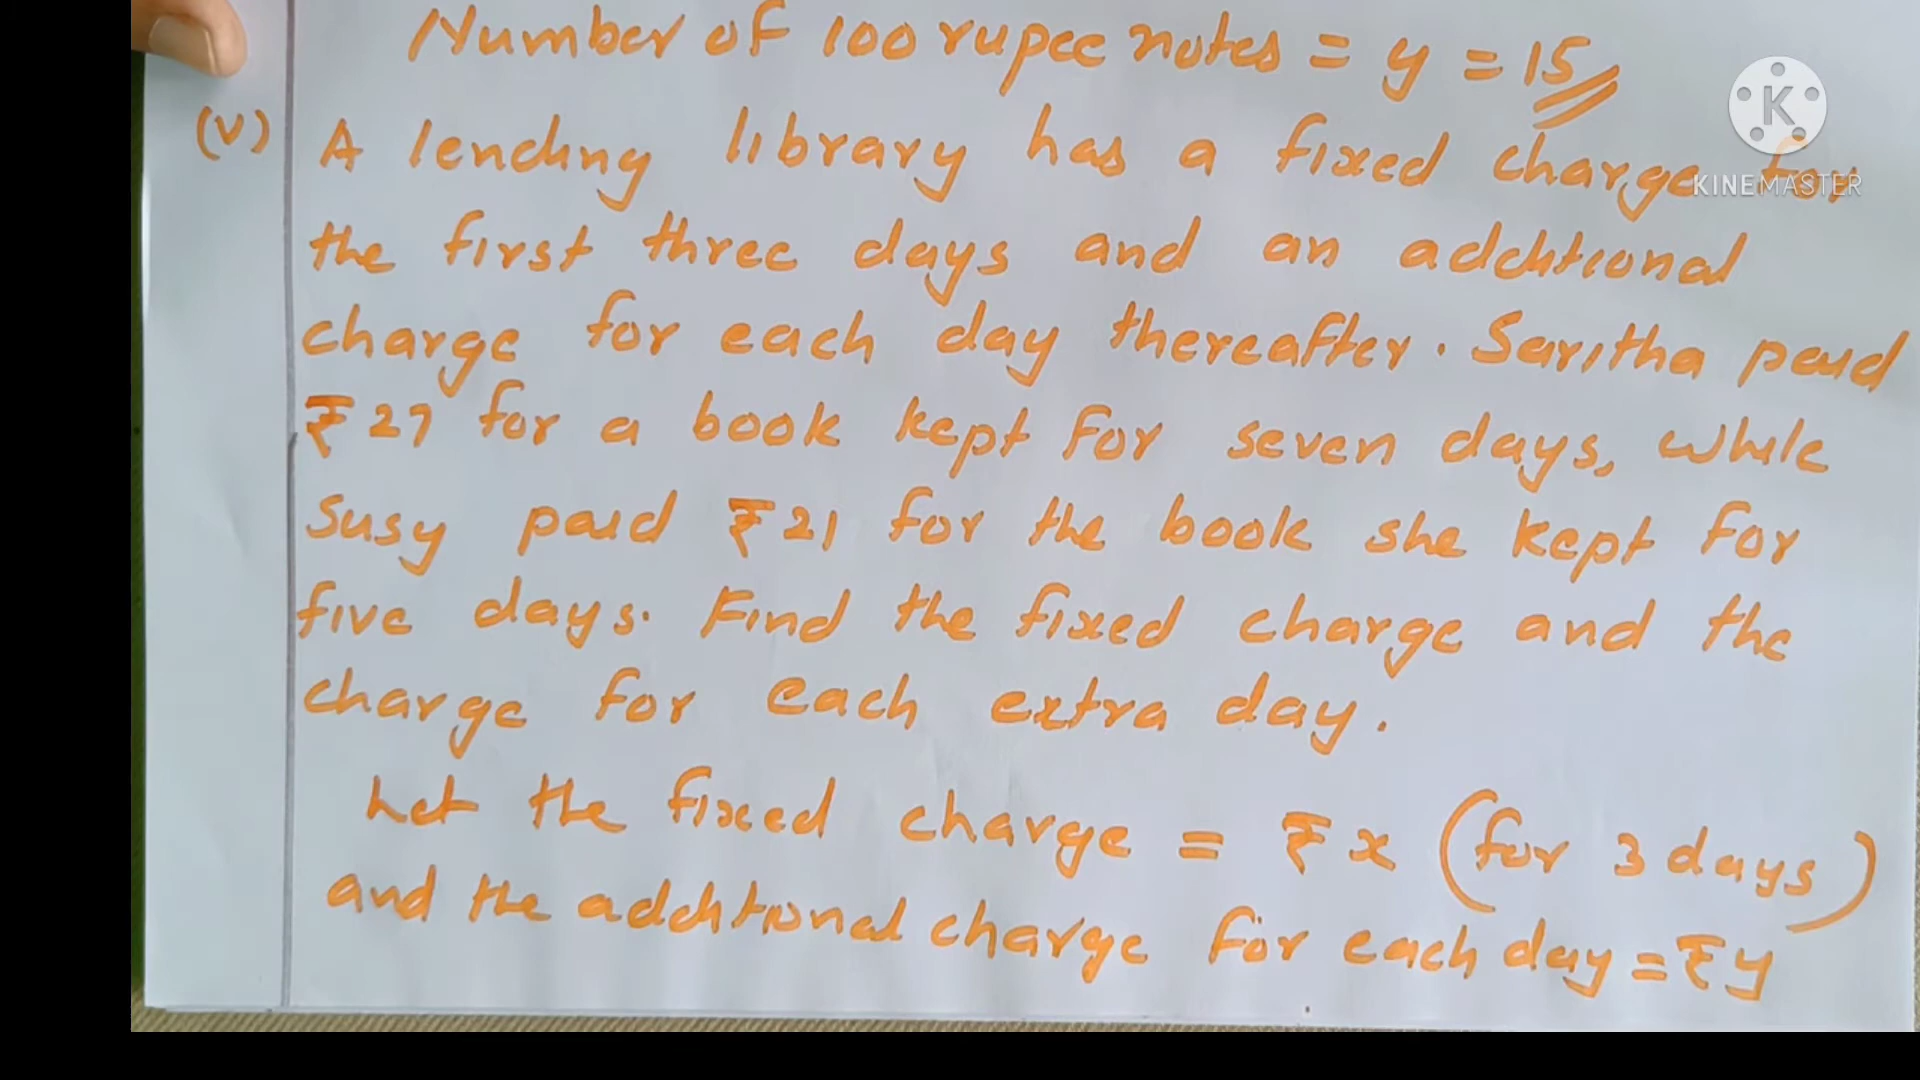 Number of 100 rupee notes = y = 15
(v) A lending library has a fixed charge for
the first three days and an additional
charge for each day thereafter. Saritha paid
₹27 for a book kept for seven days, while
Susy paid ₹21 for the book she kept for
five days. Find the fixed charge and the
charge for each extra day.
Let the fixed charge = ₹x (for 3 days)
and the additional charge for each day = ₹y
K
KINEMASTER